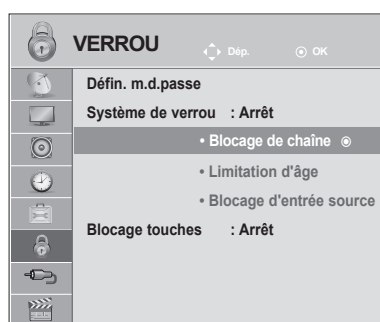 VERROU Dép. OK
Défin. m.d.passe
Système de verrou : Arrêt
• Blocage de chaîne
• Limitation d'âge
• Blocage d'entrée source
Blocage touches : Arrêt